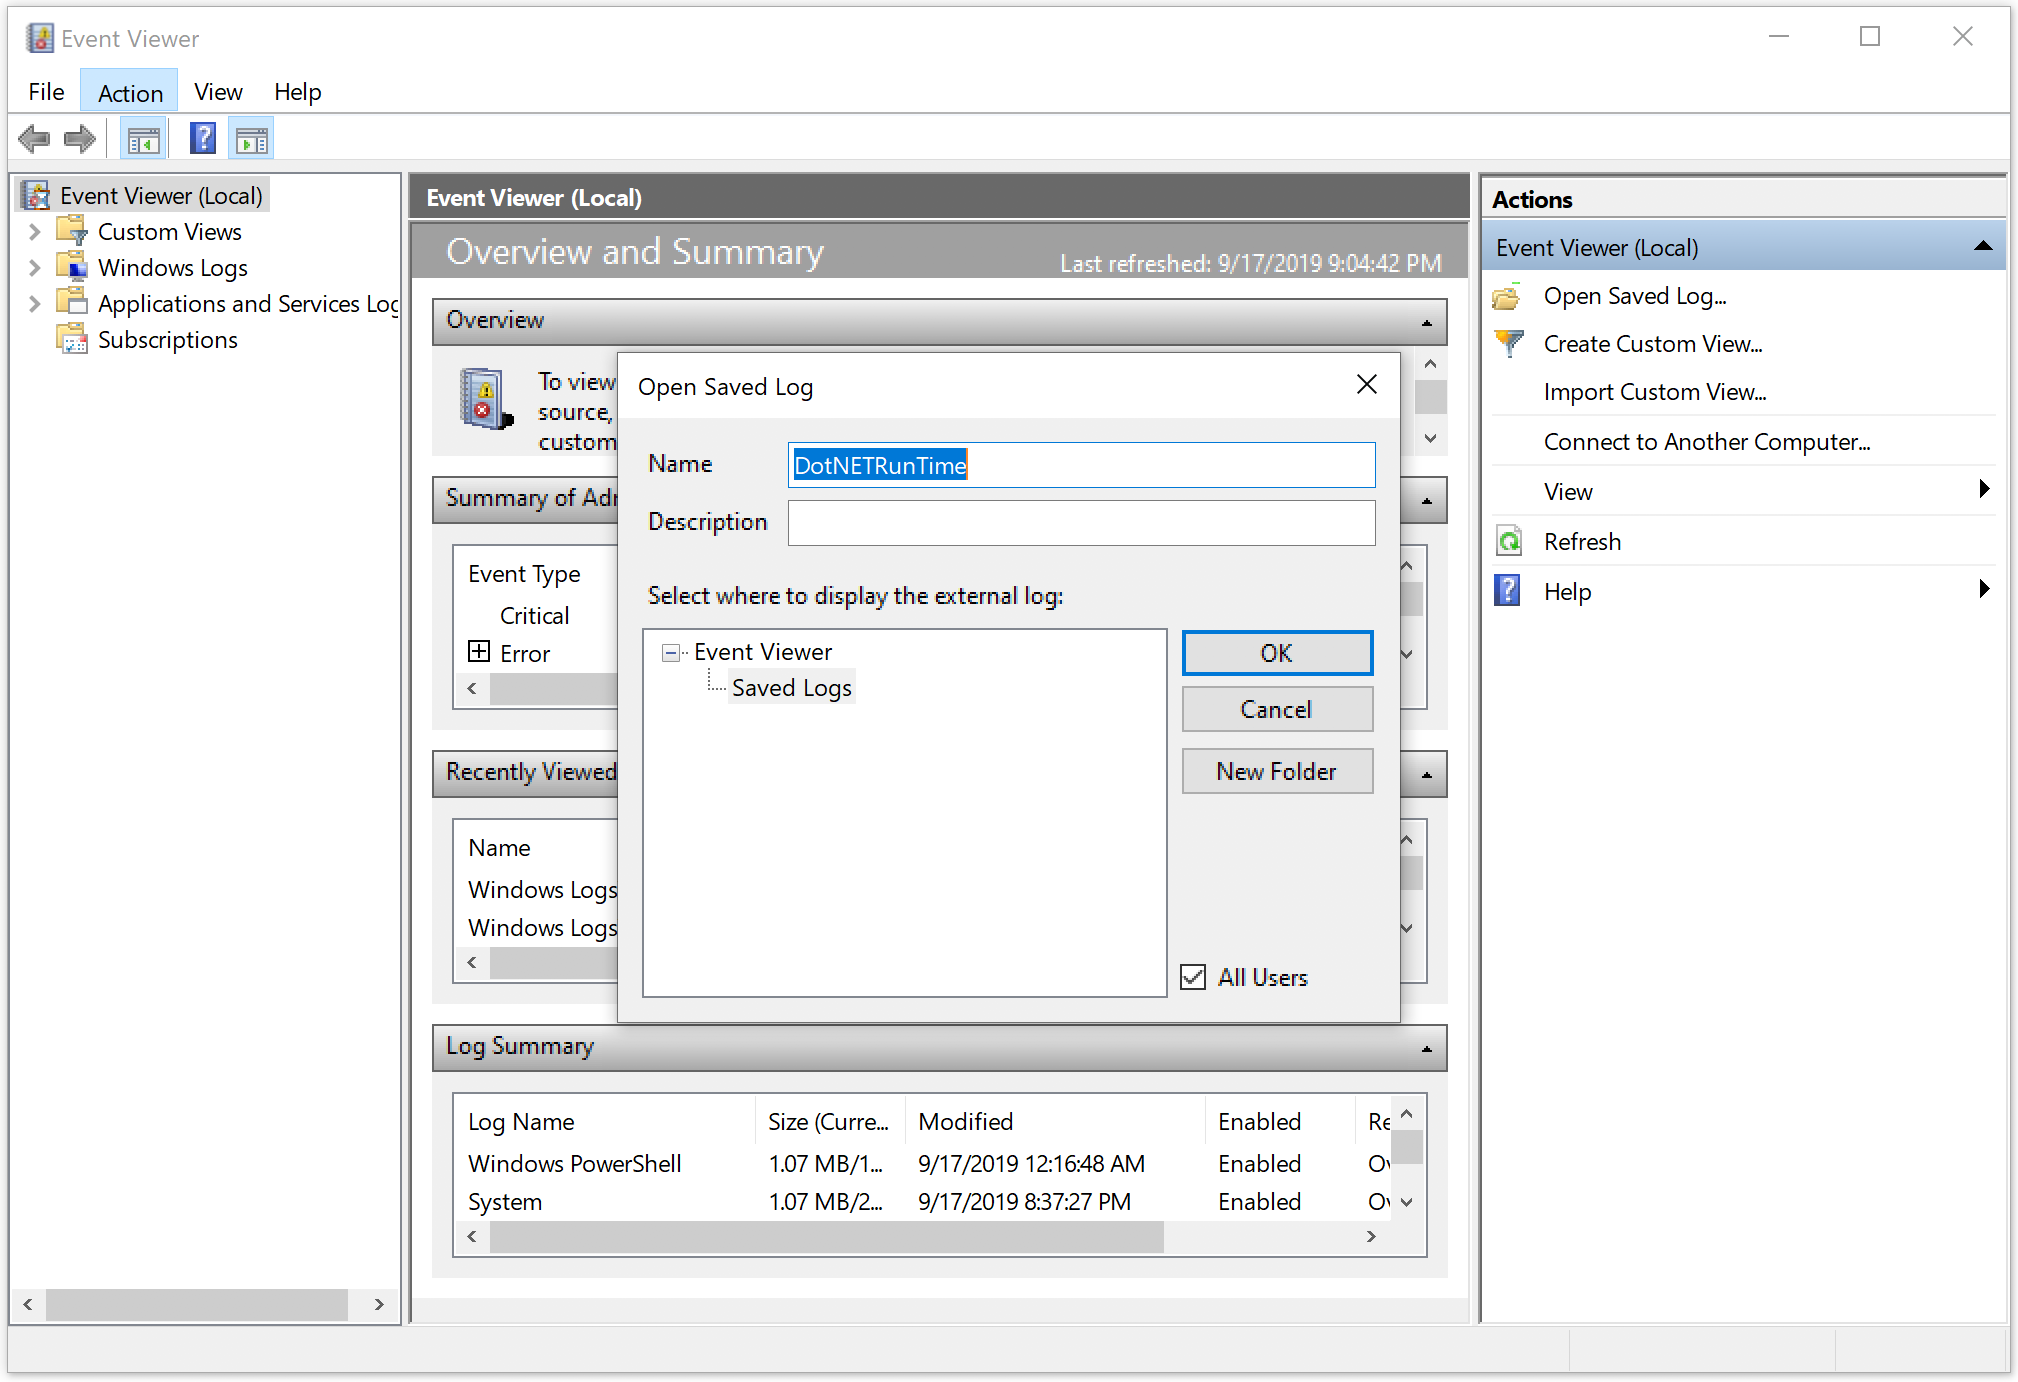 Event Viewer
File Action View Help
Event Viewer (Local)
Custom Views
Windows Logs
Applications and Services Log
Subscriptions
Event Viewer (Local)
Overview and Summary Last refreshed: 9/17/2019 9:04:42 PM
Overview
To view
source,
custom
Summary of Adr
Event Type
Critical
Error
Recently Viewed
Name
Windows Logs
Windows Logs
Log Summary
Log Name Size (Curre... Modified Enabled Re
Windows PowerShell 1.07 MB/1... 9/17/2019 12:16:48 AM Enabled Ov
System 1.07 MB/2... 9/17/2019 8:37:27 PM Enabled Ov
Open Saved Log
Name DotNETRunTime
Description
Select where to display the external log:
Event Viewer
Saved Logs
OK
Cancel
New Folder
All Users
Actions
Event Viewer (Local)
Open Saved Log...
Create Custom View...
Import Custom View...
Connect to Another Computer...
View
Refresh
Help